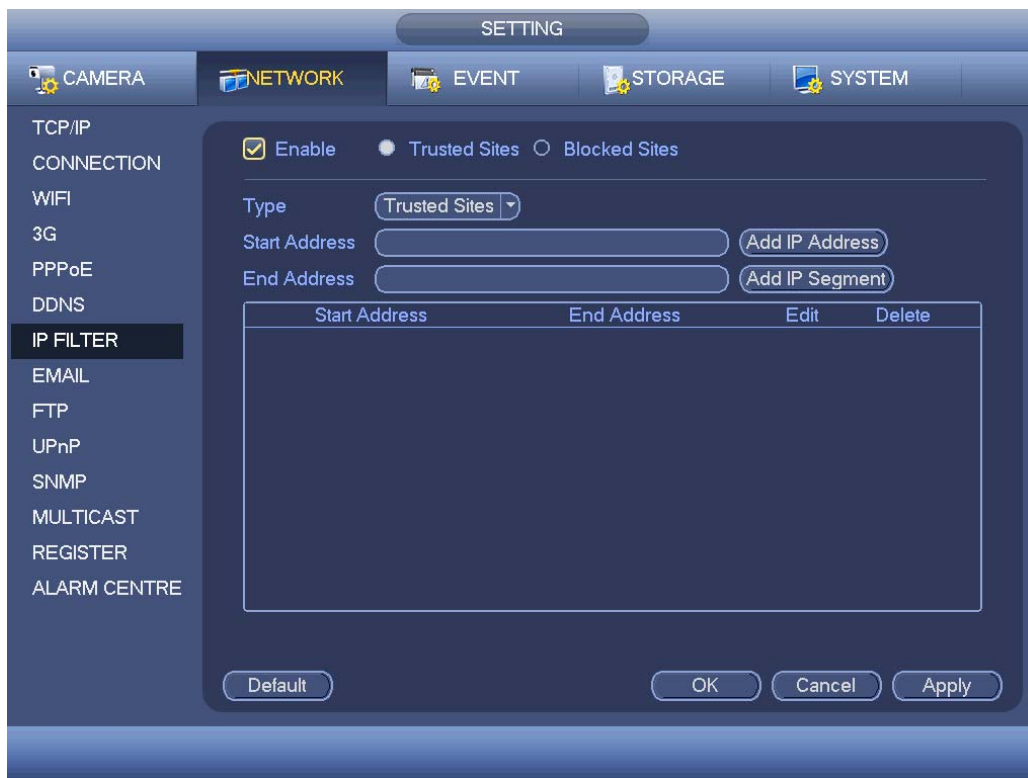 SETTING
CAMERA NETWORK EVENT STORAGE SYSTEM
TCP/IP
CONNECTION
WIFI
3G
PPPoE
DDNS
IP FILTER
EMAIL
FTP
UPnP
SNMP
MULTICAST
REGISTER
ALARM CENTRE
Enable Trusted Sites Blocked Sites
Type Trusted Sites
Start Address Add IP Address
End Address Add IP Segment
Start Address End Address Edit Delete
Default OK Cancel Apply